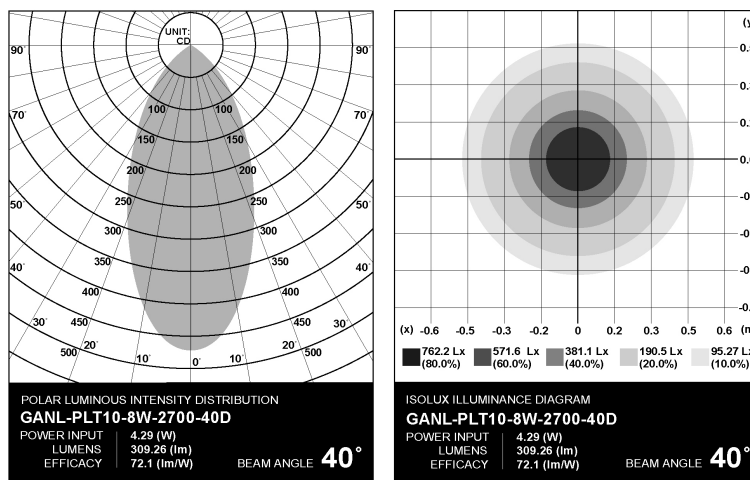 UNIT:
CD
90°
90°
70°
70°
50°
50°
40°
40°
30°
30°
20°
20°
10°
10°
0°
100
100
150
150
200
200
250
250
300
300
350
350
400
400
450
450
500
500
POLAR LUMINOUS INTENSITY DISTRIBUTION
GANL-PLT10-8W-2700-40D
POWER INPUT 4.29 (W)
LUMENS 309.26 (lm)
EFFICACY 72.1 (lm/W)
BEAM ANGLE 40°
(x) -0.6 -0.5 -0.3 -0.2 0 0.2 0.3 0.5 0.6
762.2 Lx 571.6 Lx 381.1 Lx 190.5 Lx 95.27 Lx
(80.0%) (60.0%) (40.0%) (20.0%) (10.0%)
ISOLUX ILLUMINANCE DIAGRAM
GANL-PLT10-8W-2700-40D
POWER INPUT 4.29 (W)
LUMENS 309.26 (lm)
EFFICACY 72.1 (lm/W)
BEAM ANGLE 40°